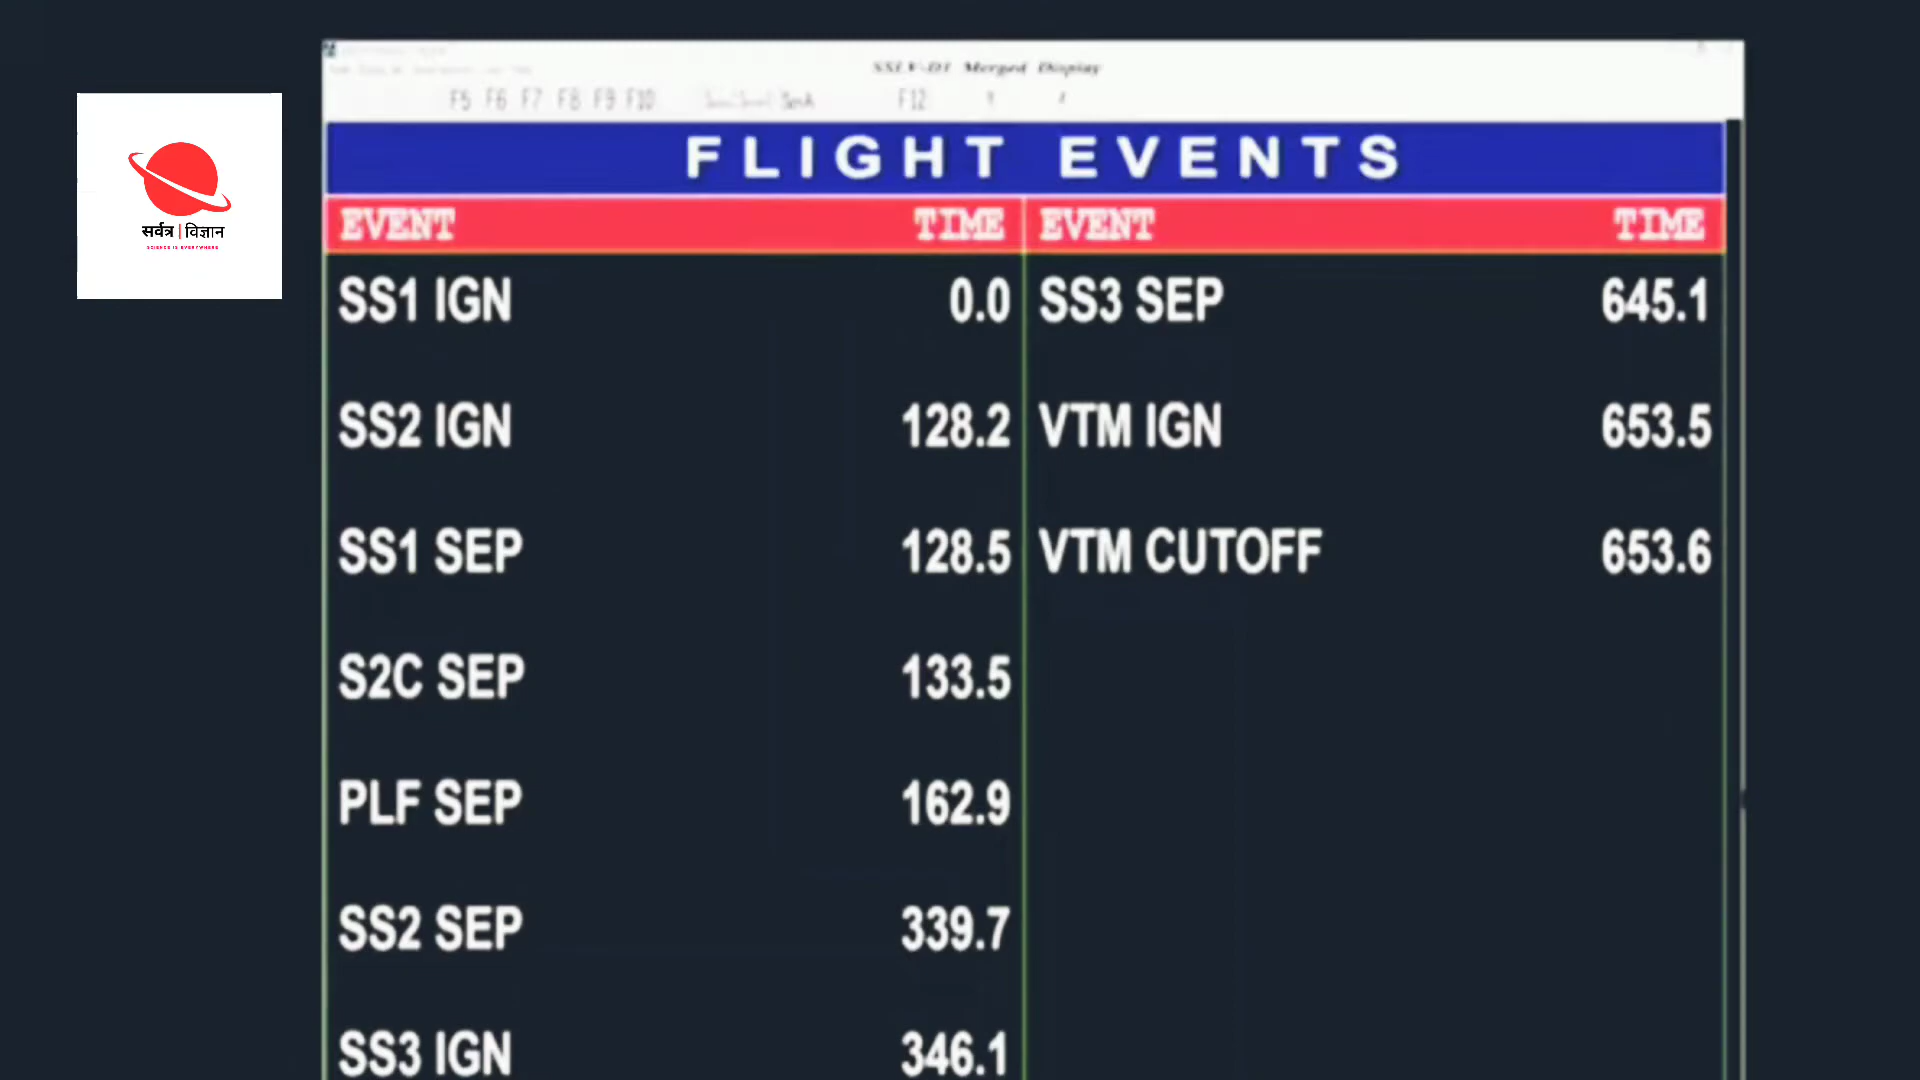 SSLV-D1 Merged Display
F5 F6 F7 F8 F9 F10 F12
FLIGHT EVENTS
EVENT TIME EVENT TIME
SS1 IGN 0.0 SS3 SEP 645.1
SS2 IGN 128.2 VTM IGN 653.5
SS1 SEP 128.5 VTM CUTOFF 653.6
S2C SEP 133.5
PLF SEP 162.9
SS2 SEP 339.7
SS3 IGN 346.1
सर्वत्र | विज्ञान
SCIENCE IS EVERYWHERE